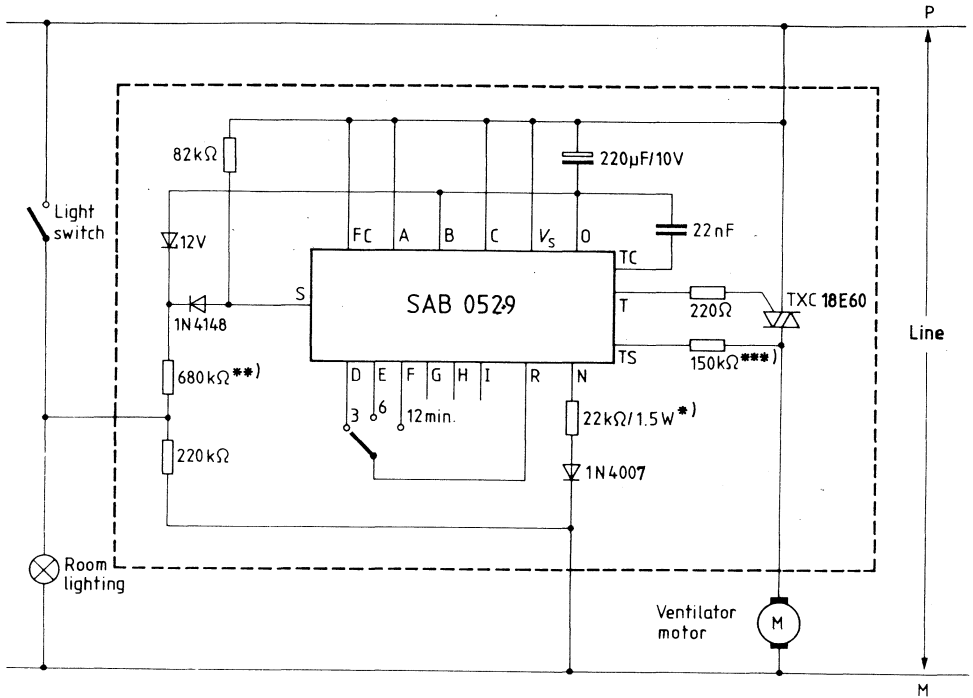 P
82kΩ
220µF/10V
Light
switch
12V
FC A B C Vs 0
TC
22nF
S
SAB 0529
T
220Ω
TXC 18E60
1N4148
TS
150kΩ***)
Line
680kΩ**)
D E F G H I R N
3 6 12min.
22kΩ/1.5W*)
220kΩ
1N4007
Room
lighting
Ventilator
motor
M
M